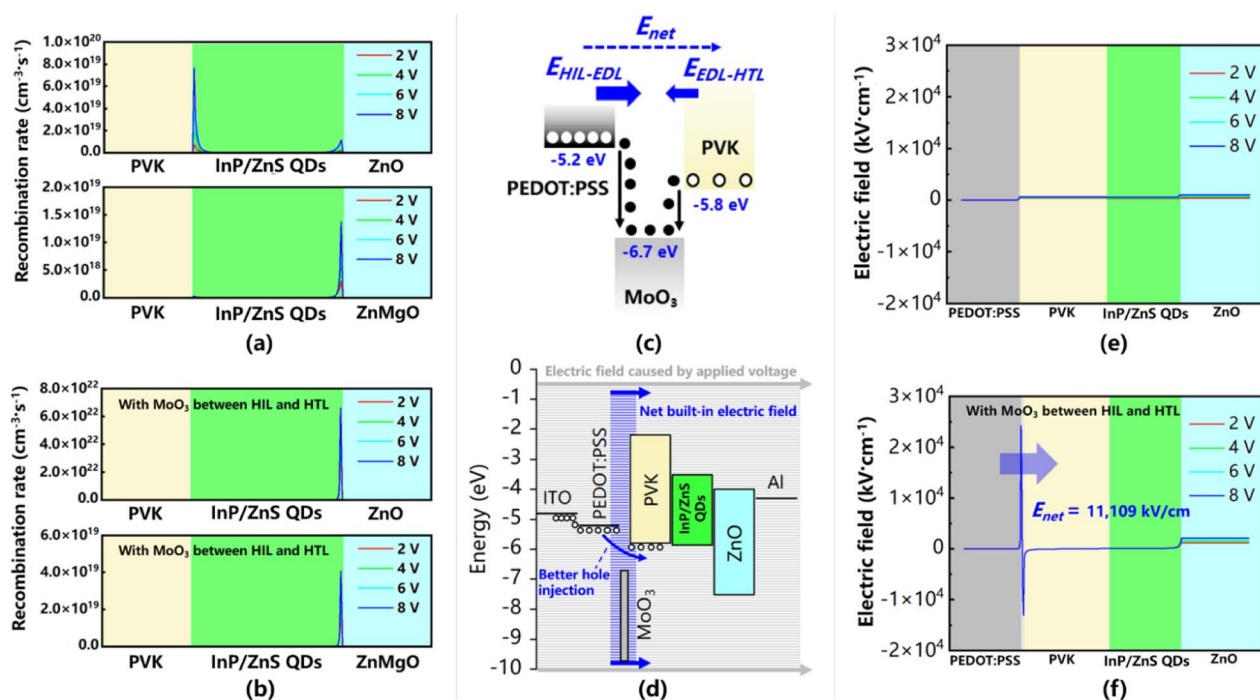 Recombination rate (cm⁻³·s⁻¹)
1.0×10²⁰
8.0×10¹⁹
6.0×10¹⁹
4.0×10¹⁹
2.0×10¹⁹
0.0
2 V
4 V
6 V
8 V
PVK InP/ZnS QDs ZnO
2.0×10¹⁹
1.5×10¹⁹
1.0×10¹⁹
5.0×10¹⁸
0.0
2 V
4 V
6 V
8 V
PVK InP/ZnS QDs ZnMgO
(a)
Recombination rate (cm⁻³·s⁻¹)
8.0×10²²
6.0×10²²
4.0×10²²
2.0×10²²
0.0
With MoO₃ between HIL and HTL
2 V
4 V
6 V
8 V
PVK InP/ZnS QDs ZnO
6.0×10¹⁹
4.0×10¹⁹
2.0×10¹⁹
0.0
With MoO₃ between HIL and HTL
2 V
4 V
6 V
8 V
PVK InP/ZnS QDs ZnMgO
(b)
E_net
E_HIL-EDL
E_EDL-HTL
-5.2 eV
PEDOT:PSS
PVK
-5.8 eV
-6.7 eV
MoO₃
(c)
Energy (eV)
0
-1
-2
-3
-4
-5
-6
-7
-8
-9
-10
Electric field caused by applied voltage
Net built-in electric field
ITO
PEDOT:PSS
PVK
InP/ZnS
QDs
ZnO
Al
Better hole
injection
MoO₃
(d)
Electric field (kV·cm⁻¹)
3×10⁴
2×10⁴
1×10⁴
0
-1×10⁴
-2×10⁴
2 V
4 V
6 V
8 V
PEDOT:PSS PVK InP/ZnS QDs ZnO
(e)
Electric field (kV·cm⁻¹)
3×10⁴
2×10⁴
1×10⁴
0
-1×10⁴
-2×10⁴
With MoO₃ between HIL and HTL
2 V
4 V
6 V
8 V
E_net = 11,109 kV/cm
PEDOT:PSS PVK InP/ZnS QDs ZnO
(f)